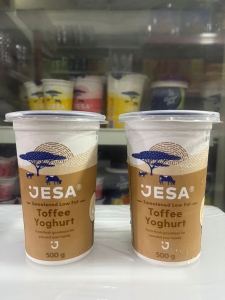 JESA
Sweetened Low Fat
Toffee
Yoghurt
500 g
JESA
Sweetened Low Fat
Toffee
Yoghurt
500 g